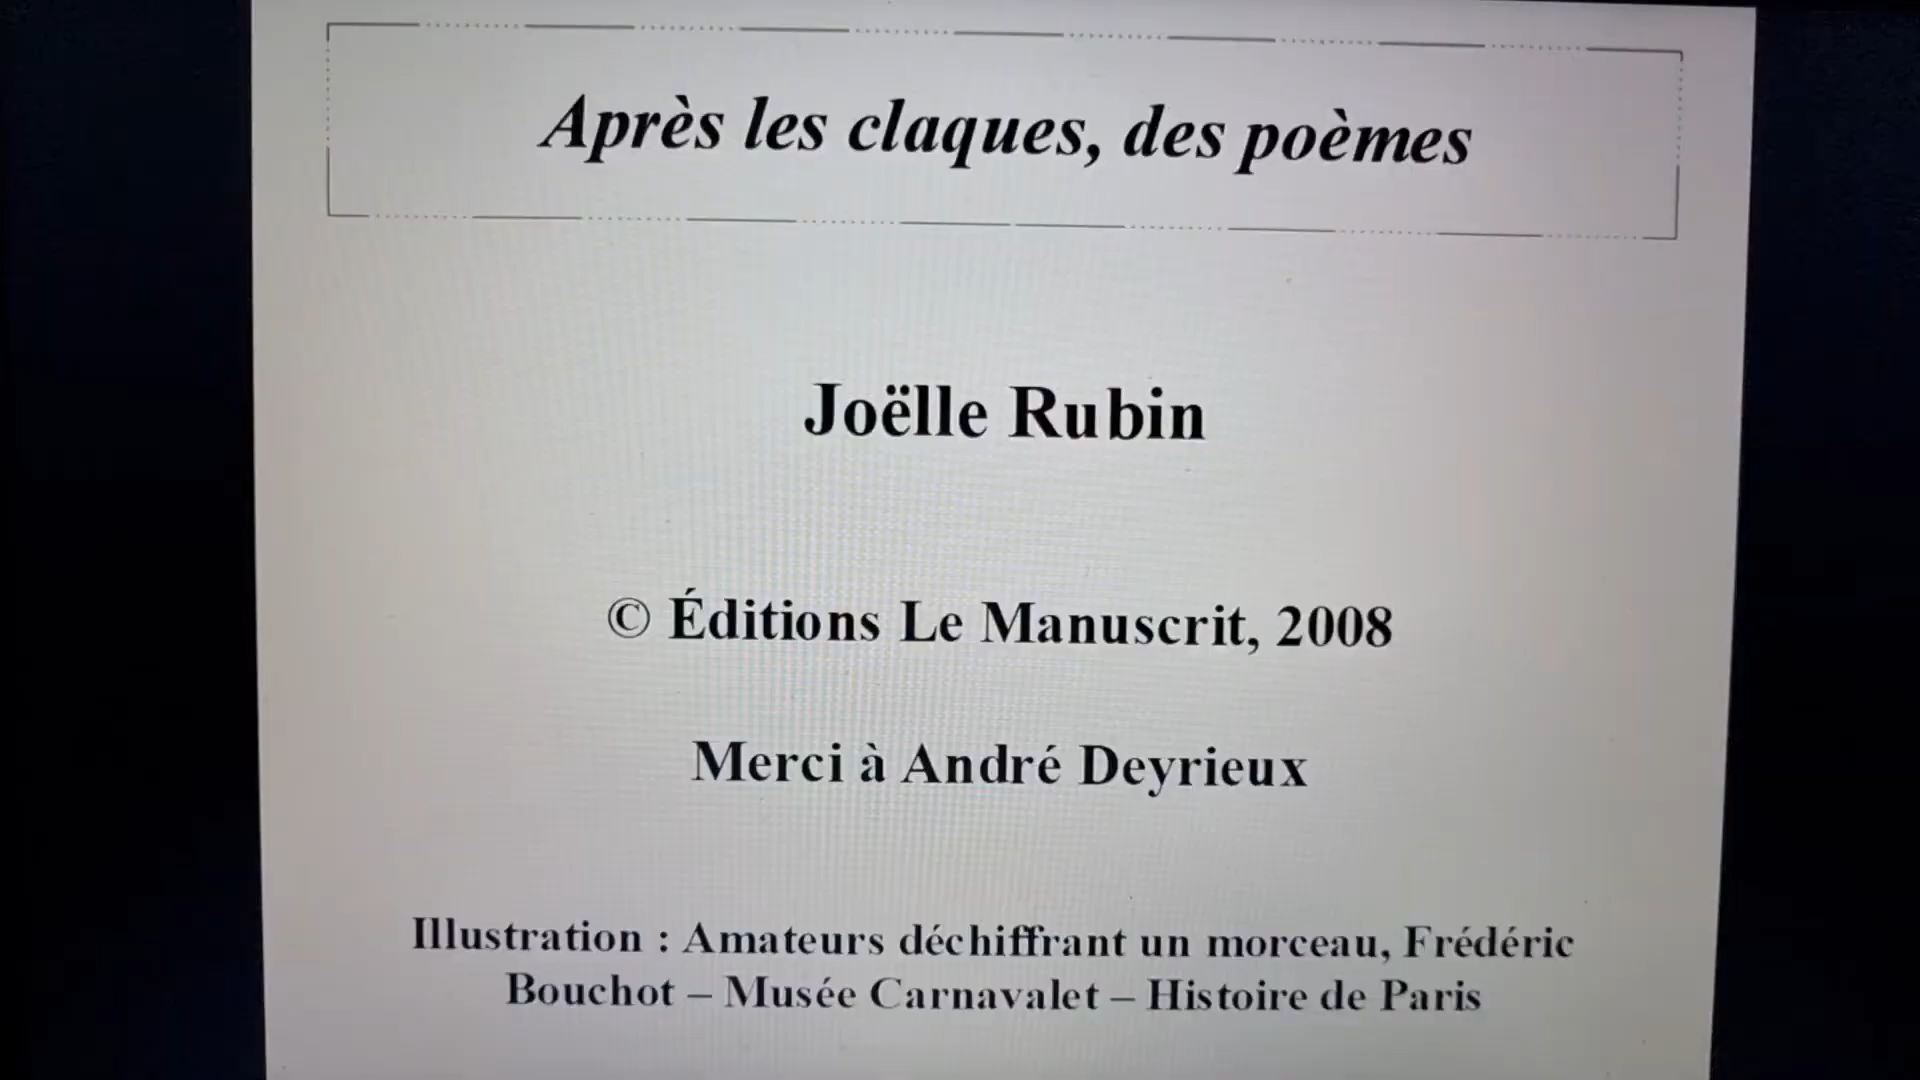 Après les claques, des poèmes
Joëlle Rubin
© Éditions Le Manuscrit, 2008
Merci à André Deyrieux
Illustration : Amateurs déchiffrant un morceau, Frédéric
Bouchot – Musée Carnavalet – Histoire de Paris